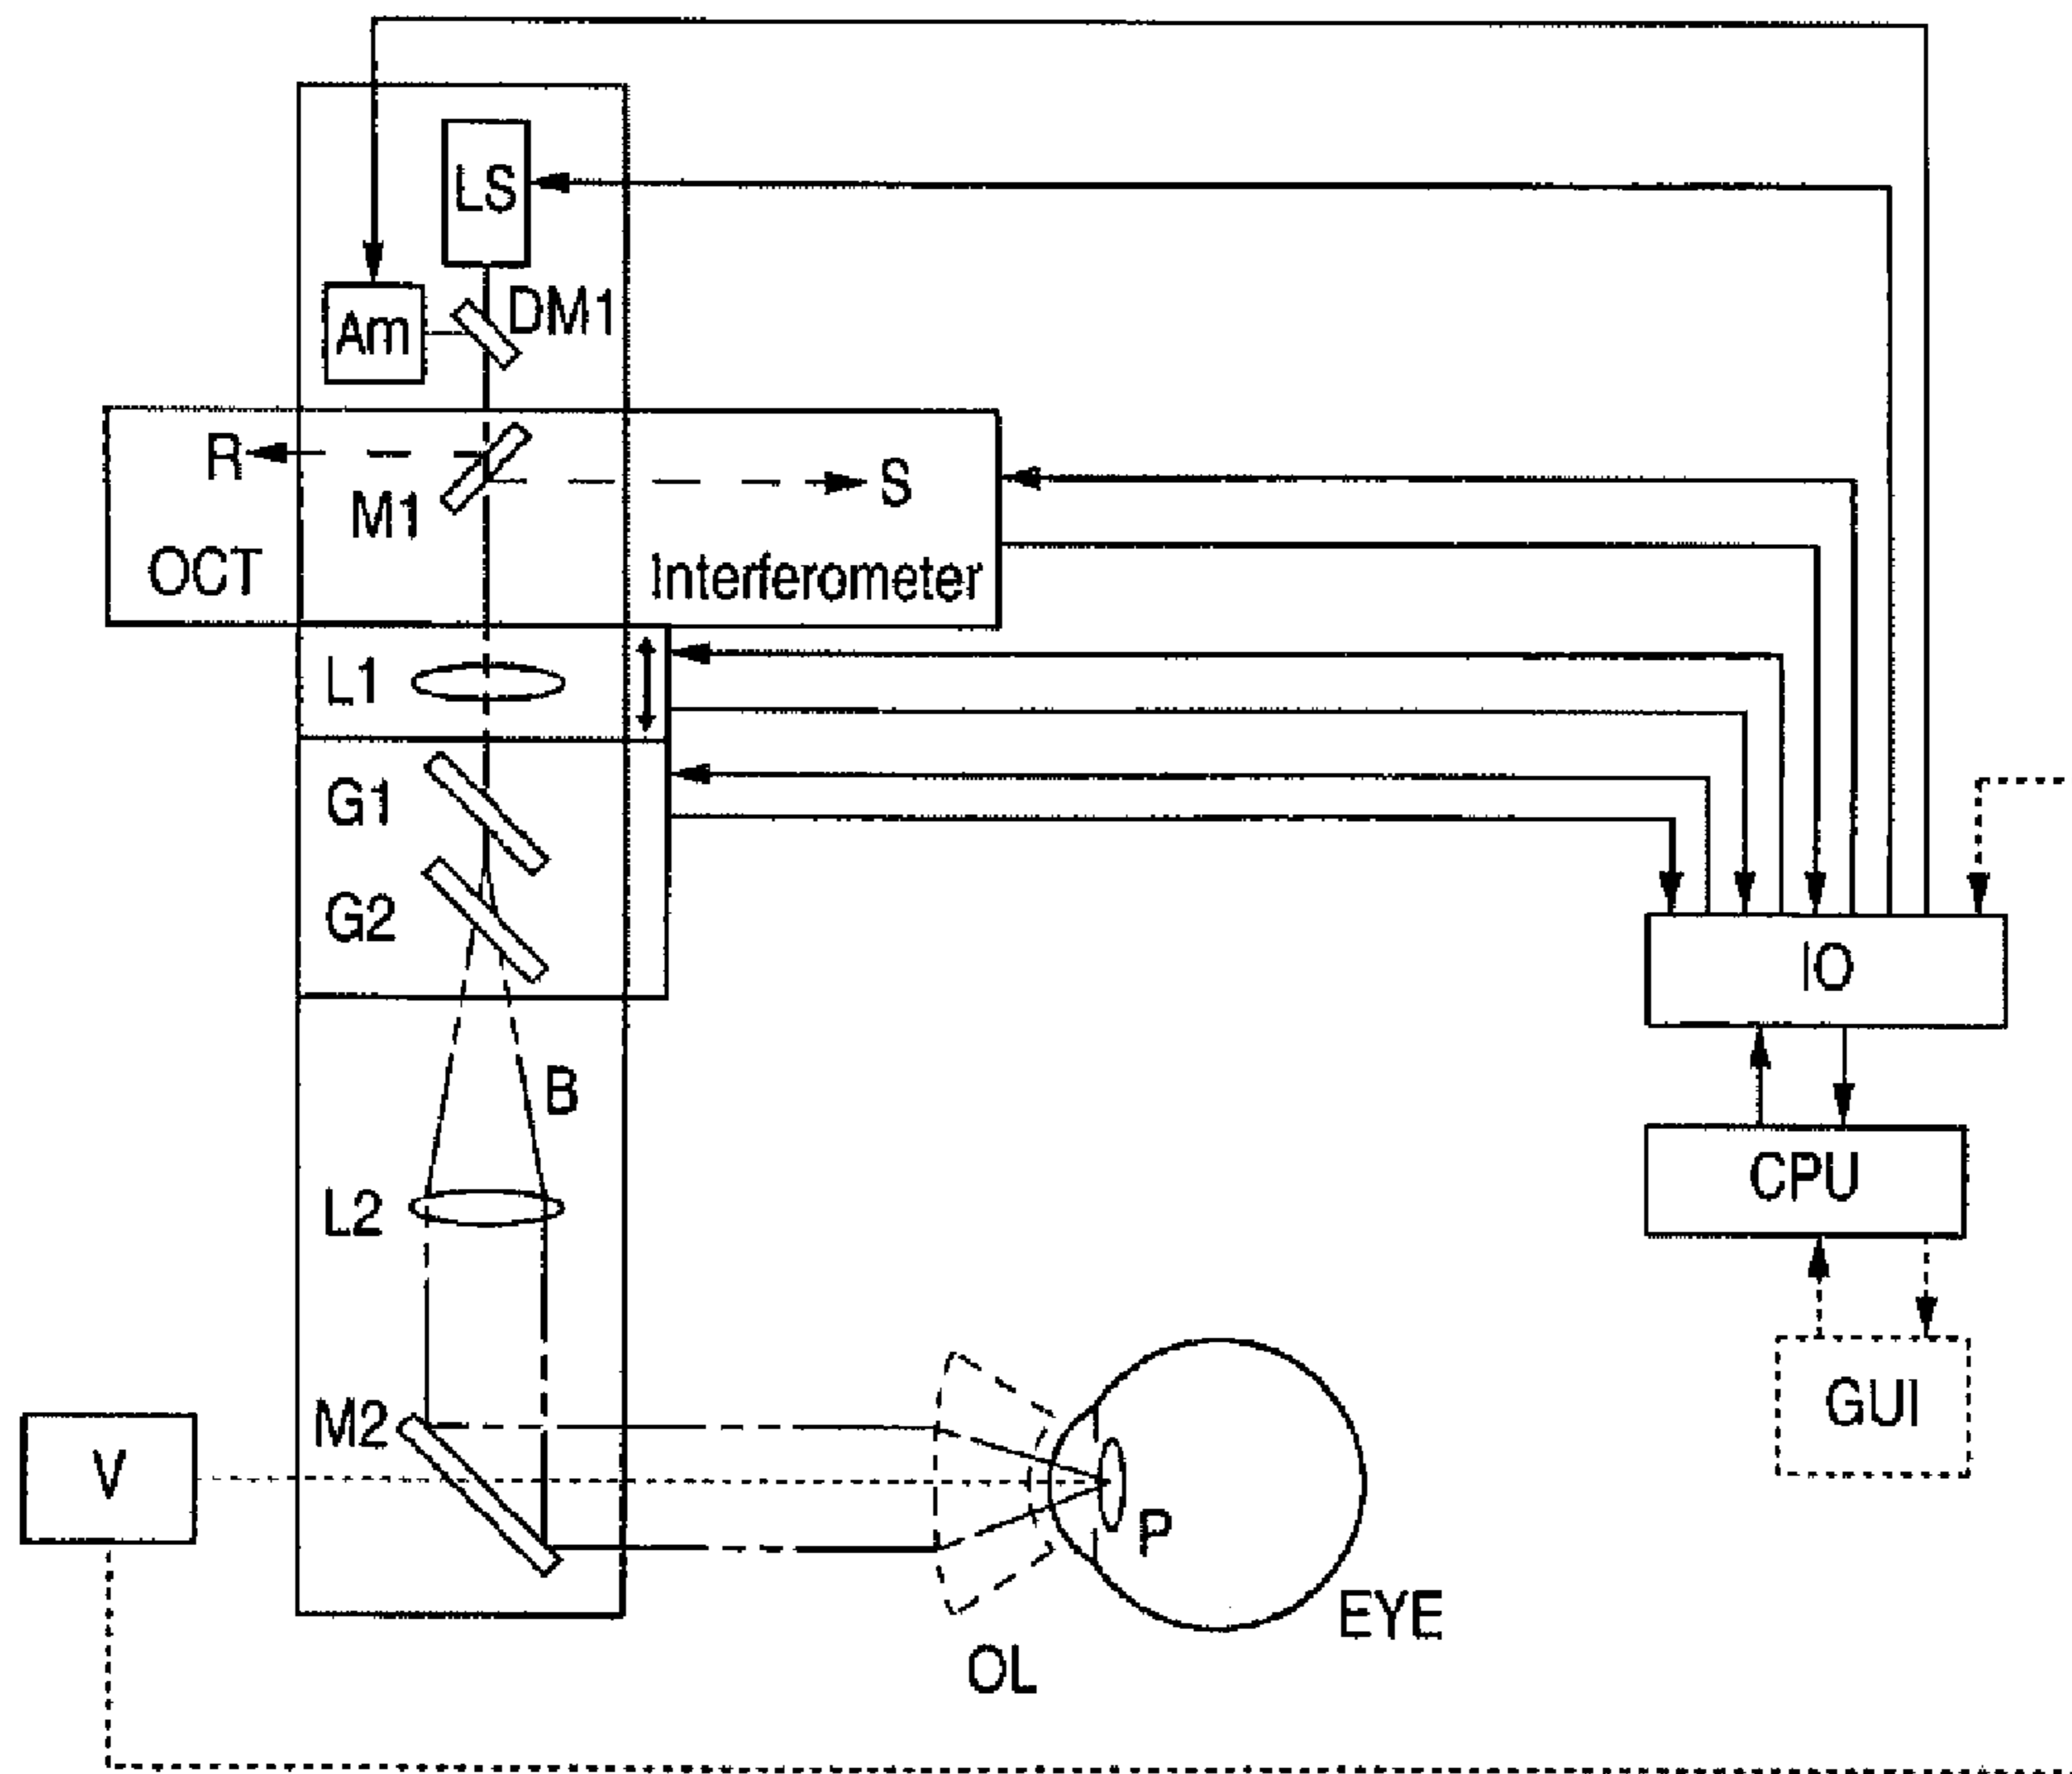 LS
DM1
Am
R
M1
S
OCT
Interferometer
L1
G1
G2
IO
B
CPU
L2
GUI
M2
V
P
EYE
OL